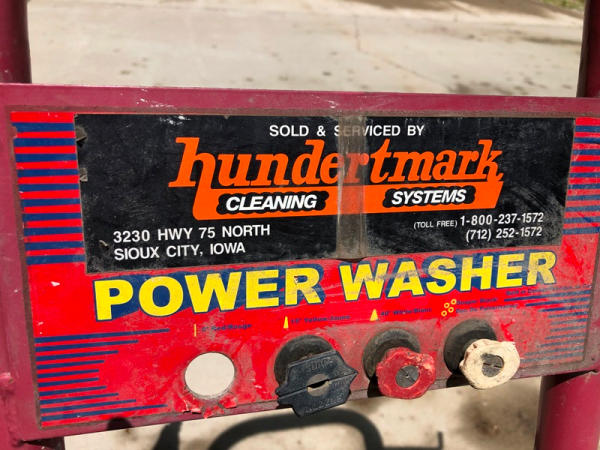 SOLD & SERVICED BY
hundertmark
CLEANING SYSTEMS
3230 HWY 75 NORTH
SIOUX CITY, IOWA
(TOLL FREE) 1-800-237-1572
(712) 252-1572
POWER WASHER